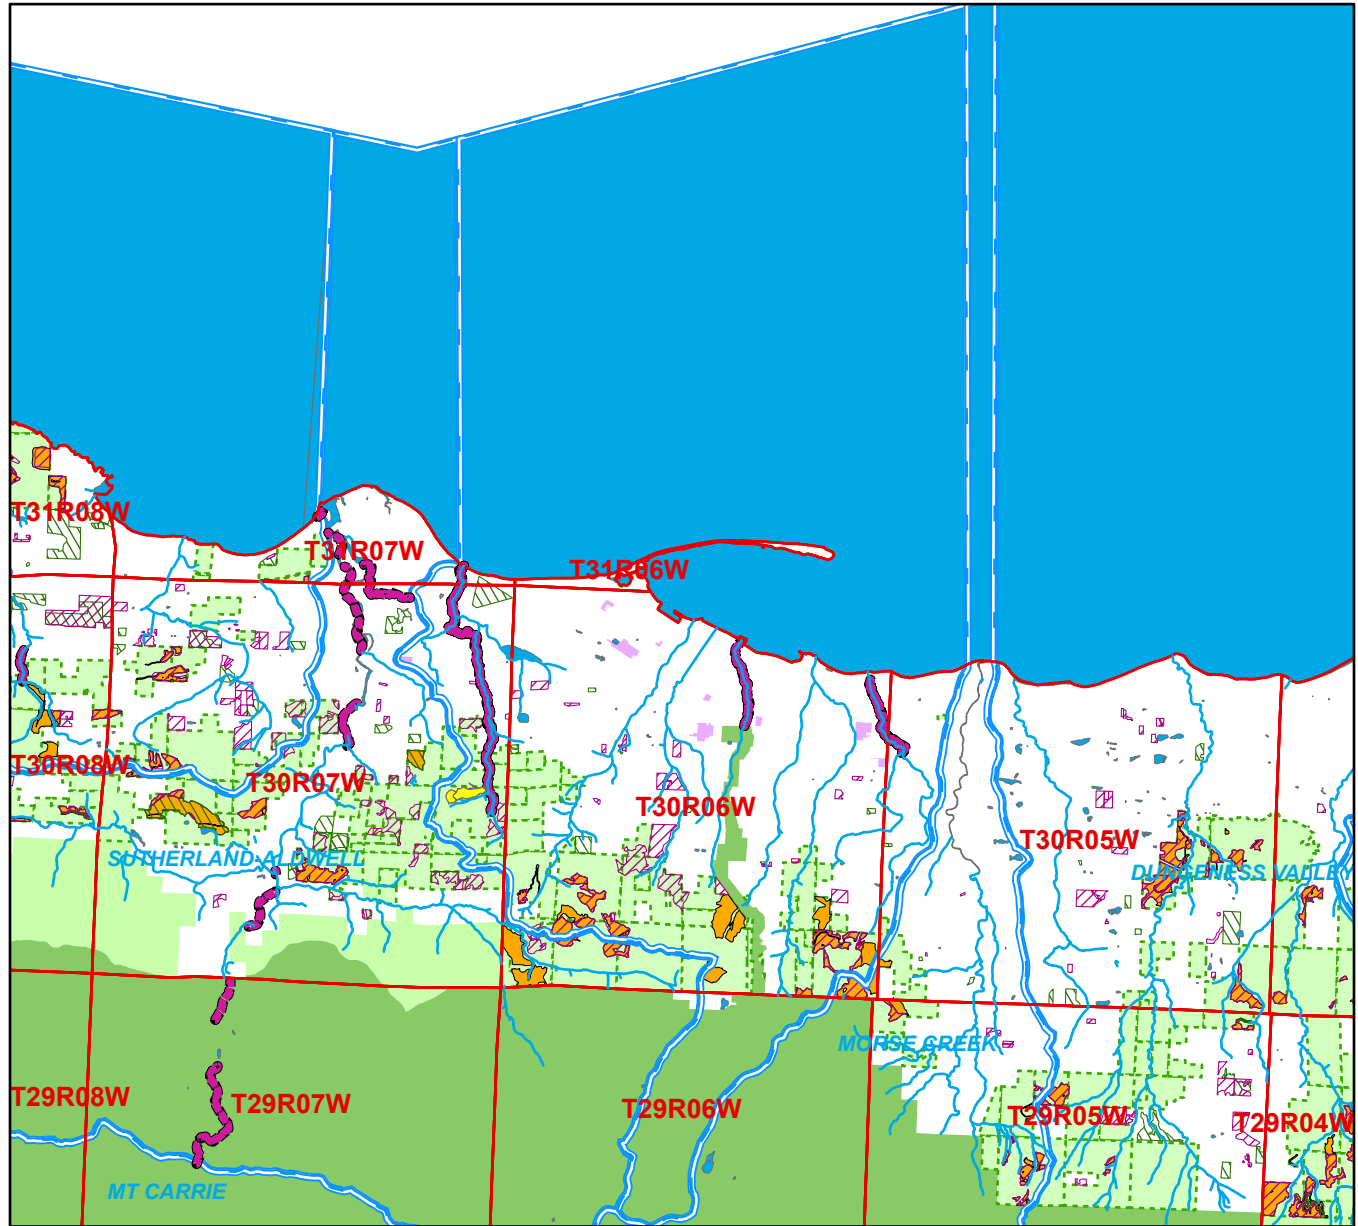 T31R08W
T31R07W
T31R06W
T30R08W
T30R07W
T30R06W
T30R05W
SUTHERLAND-ALDWELL
DUNGENESS VALLEY
MORSE CREEK
T29R08W
T29R07W
T29R06W
T29R05W
T29R04W
MT CARRIE